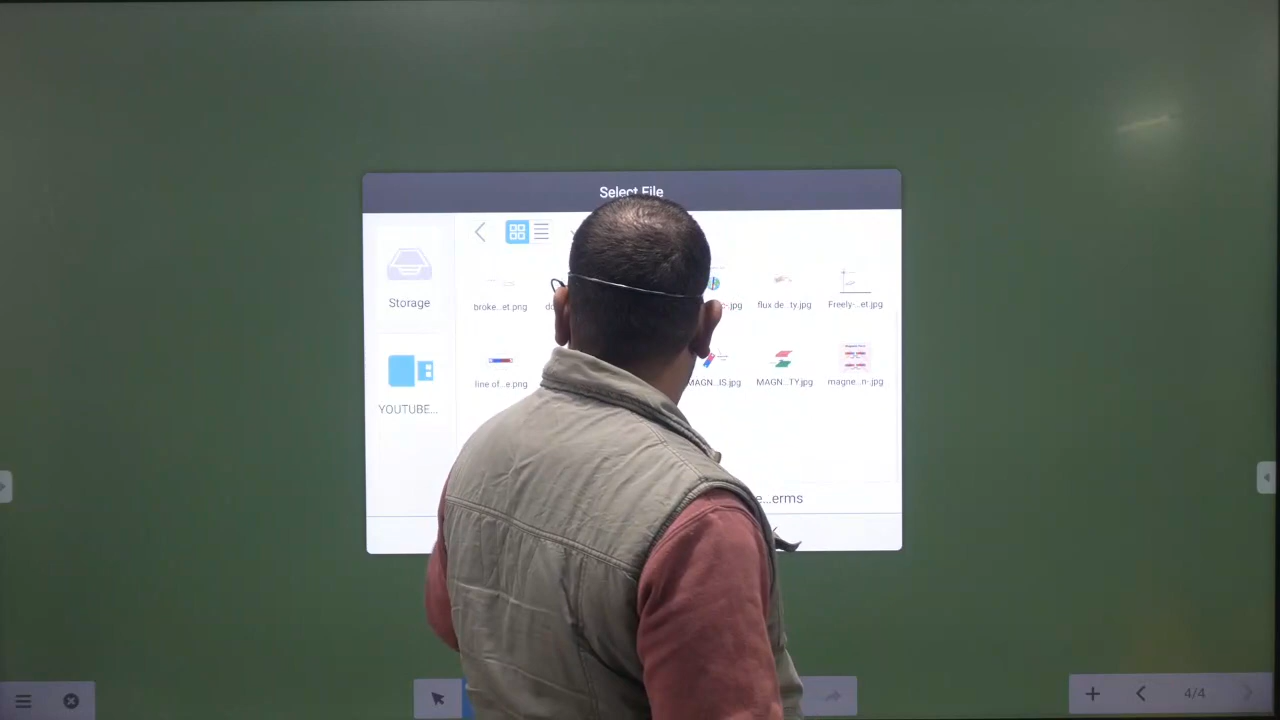 Select File
Storage
YOUTUBE...
broke...et.png
flux de...ty.jpg
Freely-...et.jpg
line of...e.png
MAGN...IS.jpg
MAGN...TY.jpg
magne...n-.jpg
e...erms
4/4